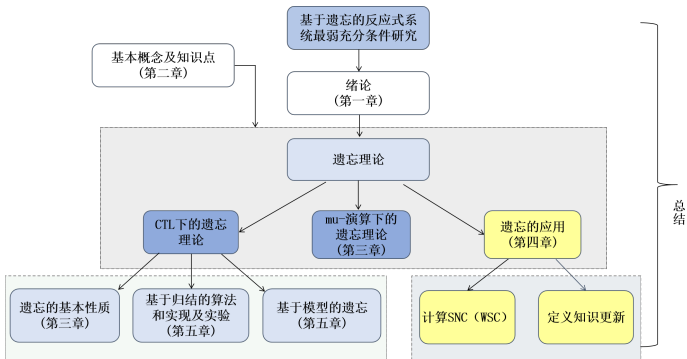 基于遗忘的反应式系
统最弱充分条件研究
基本概念及知识点
(第二章)
绪论
(第一章)
遗忘理论
CTL下的遗忘
理论
mu-演算下的
遗忘理论
(第三章)
遗忘的应用
(第四章)
总
结
遗忘的基本性质
(第三章)
基于归结的算法
和实现及实验
(第五章)
基于模型的遗忘
(第五章)
计算SNC（WSC）
定义知识更新